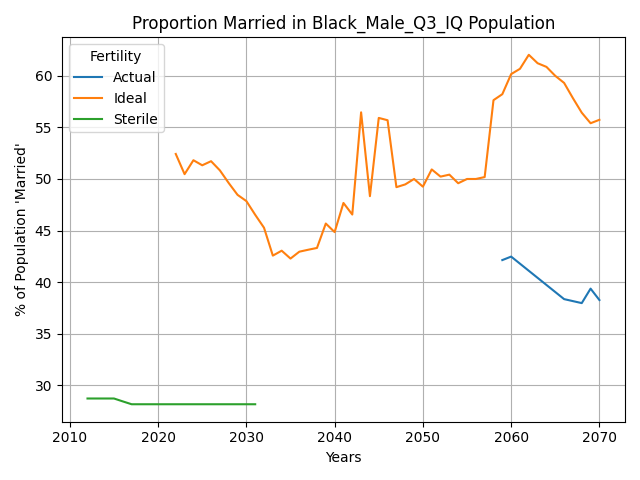 Proportion Married in Black_Male_Q3_IQ Population
% of Population 'Married'
Fertility
Actual
Ideal
Sterile
60
55
50
45
40
35
30
2010 2020 2030 2040 2050 2060 2070
Years